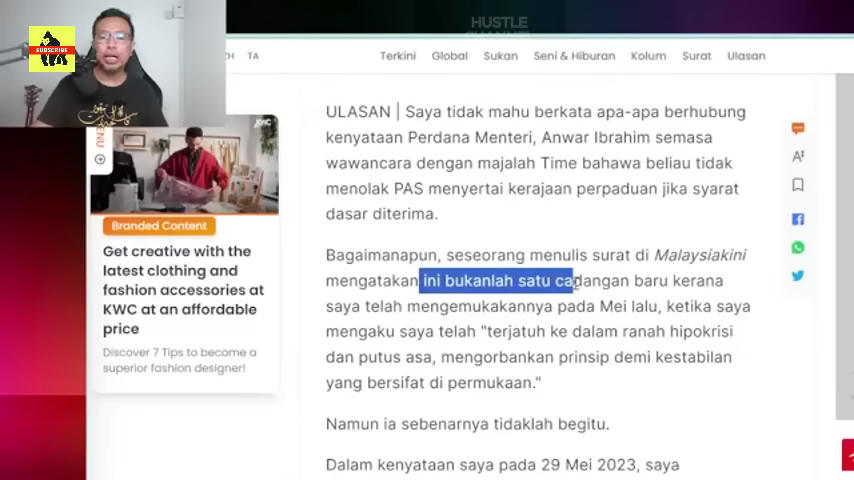 HUSTLE
CHANNEL
SUBSCRIBE
ZH TA
Terkini Global Sukan Seni & Hiburan Kolum Surat Ulasan
ULASAN | Saya tidak mahu berkata apa-apa berhubung
kenyataan Perdana Menteri, Anwar Ibrahim semasa
wawancara dengan majalah Time bahawa beliau tidak
menolak PAS menyertai kerajaan perpaduan jika syarat
dasar diterima.
Bagaimanapun, seseorang menulis surat di Malaysiakini
mengatakan ini bukanlah satu cadangan baru kerana
saya telah mengemukakannya pada Mei lalu, ketika saya
mengaku saya telah "terjatuh ke dalam ranah hipokrisi
dan putus asa, mengorbankan prinsip demi kestabilan
yang bersifat di permukaan."
Namun ia sebenarnya tidaklah begitu.
Dalam kenyataan saya pada 29 Mei 2023, saya
MENU
KWC
Branded Content
Get creative with the
latest clothing and
fashion accessories at
KWC at an affordable
price
Discover 7 Tips to become a
superior fashion designer!